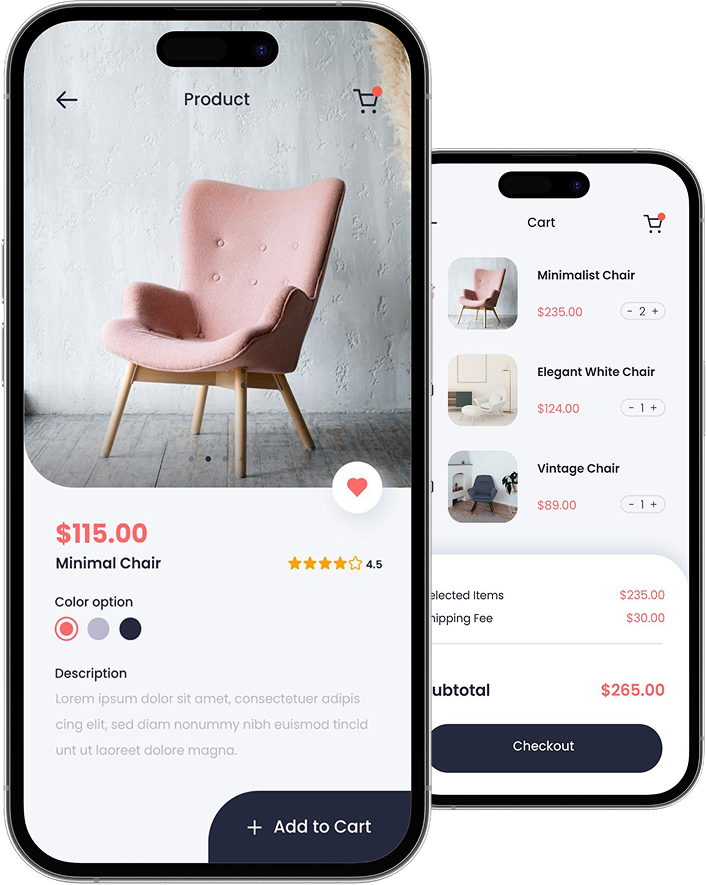 Product
$115.00
Minimal Chair
4.5
Color option
Description
Lorem ipsum dolor sit amet, consectetuer adipis
cing elit, sed diam nonummy nibh euismod tincid
unt ut laoreet dolore magna.
+ Add to Cart
Cart
Minimalist Chair
$235.00 - 2 +
Elegant White Chair
$124.00 - 1 +
Vintage Chair
$89.00 - 1 +
elected Items $235.00
hipping Fee $30.00
ubtotal $265.00
Checkout